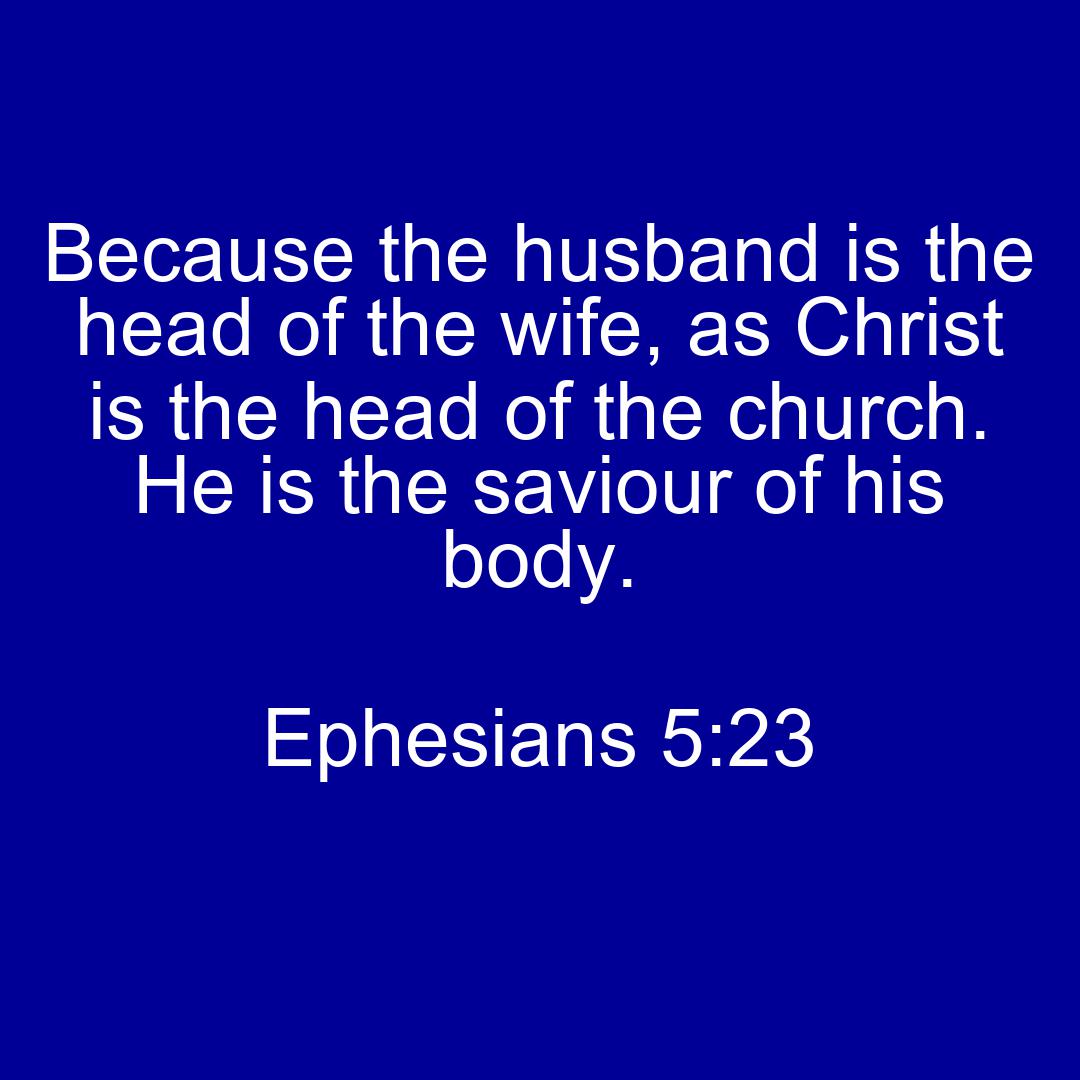 Because the husband is the
head of the wife, as Christ
is the head of the church.
He is the saviour of his
body.
Ephesians 5:23